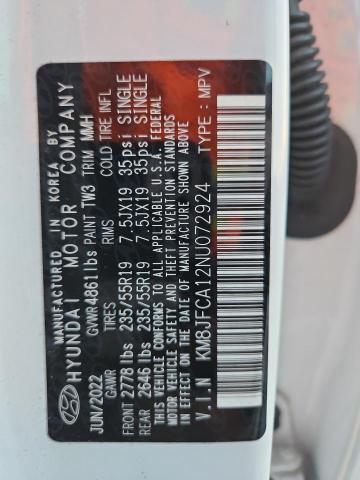 MANUFACTURED IN KOREA BY
HYUNDAI MOTOR COMPANY
JUN/2022 GVWR 4861 lbs PAINT TW3 TRIM MMH
GAWR TIRES RIMS COLD TIRE INFL
FRONT 2778 lbs 235/55R19 7.5JX19 35psi SINGLE
REAR 2646 lbs 235/55R19 7.5JX19 35psi SINGLE
THIS VEHICLE CONFORMS TO ALL APPLICABLE U.S.A. FEDERAL
MOTOR VEHICLE SAFETY AND THEFT PREVENTION STANDARDS
IN EFFECT ON THE DATE OF MANUFACTURE SHOWN ABOVE
V.I.N KM8JFCA12NU072924 TYPE: MPV